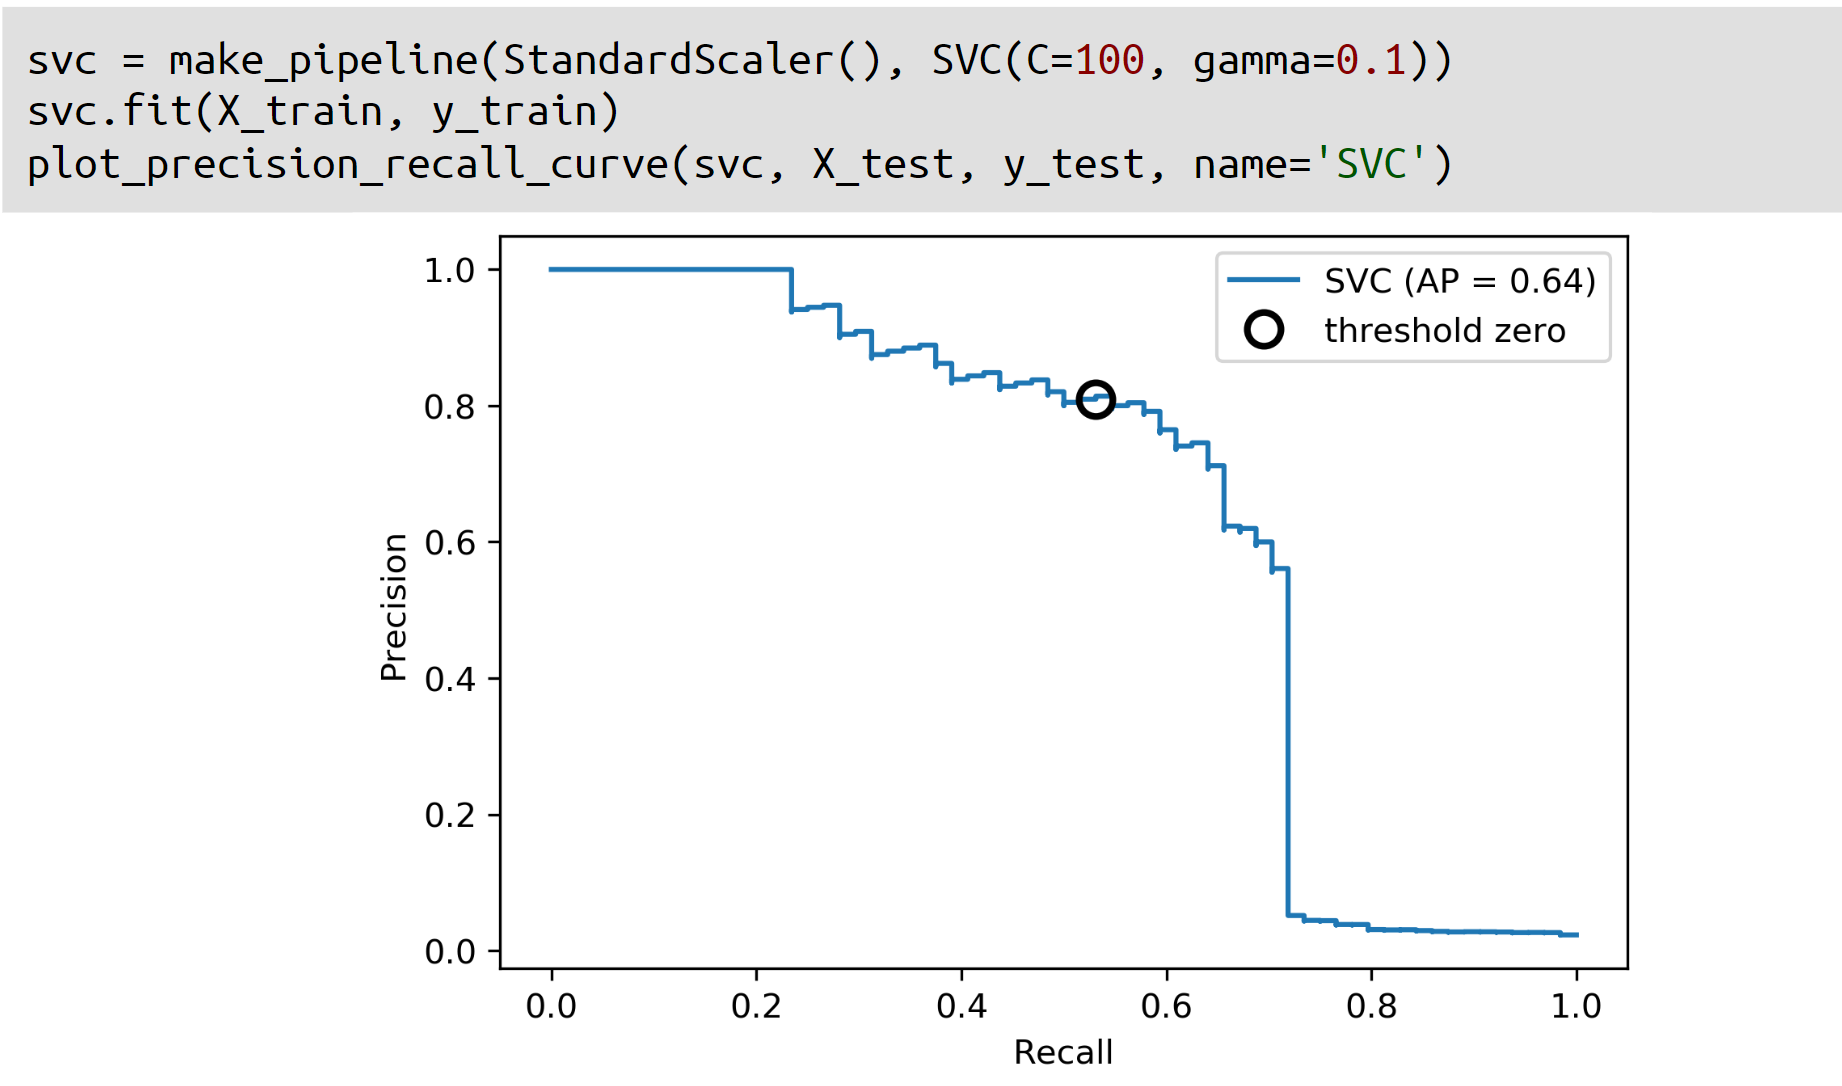 svc = make_pipeline(StandardScaler(), SVC(C=100, gamma=0.1))
svc.fit(X_train, y_train)
plot_precision_recall_curve(svc, X_test, y_test, name='SVC')
SVC (AP = 0.64)
threshold zero
1.0
0.8
0.6
0.4
0.2
0.0
Precision
0.0 0.2 0.4 0.6 0.8 1.0
Recall